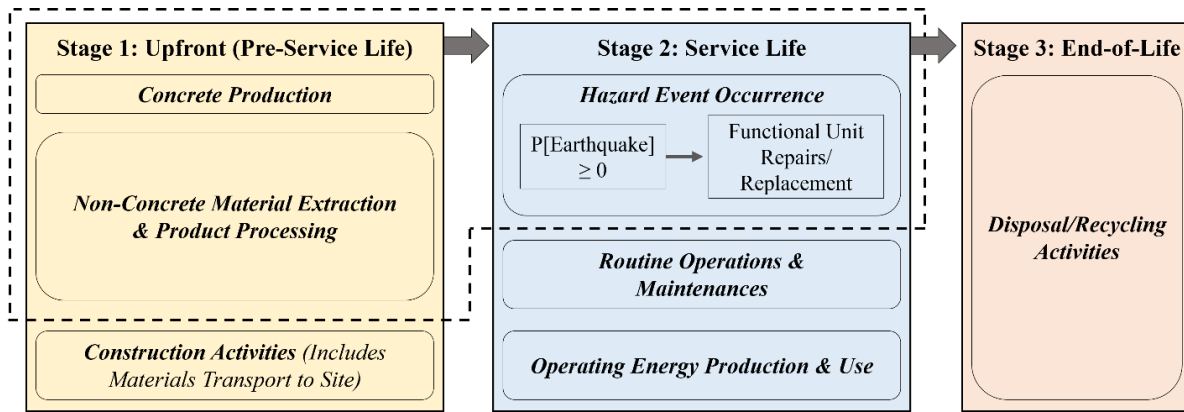 Stage 1: Upfront (Pre-Service Life)
Concrete Production
Non-Concrete Material Extraction
& Product Processing
Construction Activities (Includes
Materials Transport to Site)
Stage 2: Service Life
Hazard Event Occurrence
P[Earthquake]
≥ 0
Functional Unit
Repairs/
Replacement
Routine Operations &
Maintenances
Operating Energy Production & Use
Stage 3: End-of-Life
Disposal/Recycling
Activities